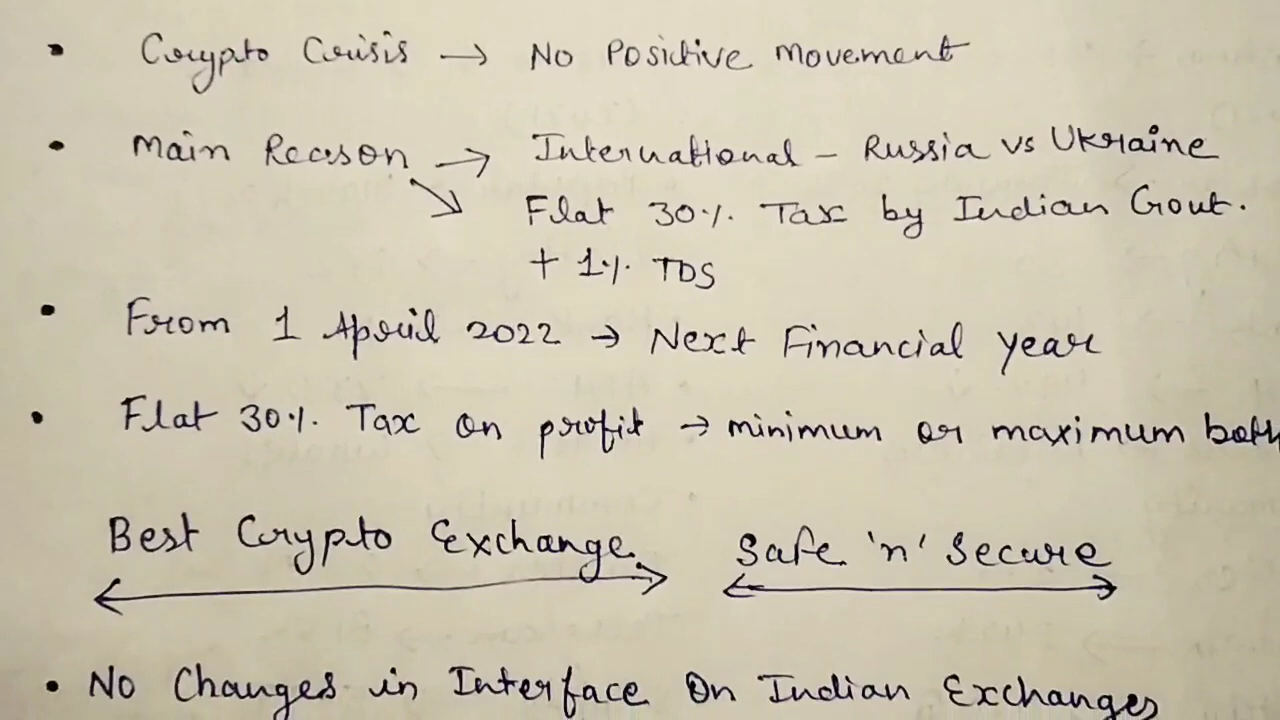 • Crypto Crisis → No Positive Movement
• Main Reason → International - Russia vs Ukraine
↘ Flat 30% Tax by Indian Govt.
+ 1% TDS
• From 1 April 2022 → Next Financial year
• Flat 30% Tax on profit → minimum or maximum both
Best Crypto Exchange Safe 'n' Secure
• No Changes in Interface On Indian Exchanges